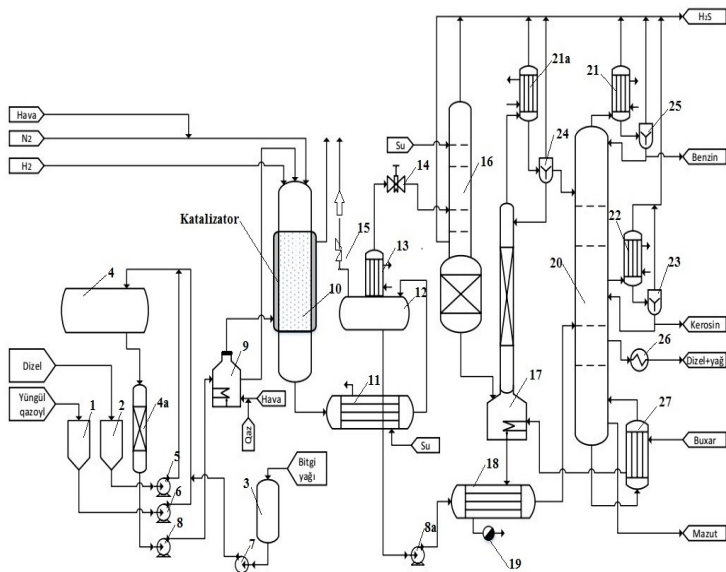 H₂S
21a
21
25
Hava
N2
24
Benzin
H2
Su
14
16
Katalizator
15
22
4
13
23
20
10
12
Kerosin
9
26
Dizel
4a
11
17
Dizel+yağ
Yüngül
qazoyl
1
2
Hava
27
Qaz
Su
Buxar
5
Bitgi
yağı
18
6
3
8
7
8a
19
Mazut